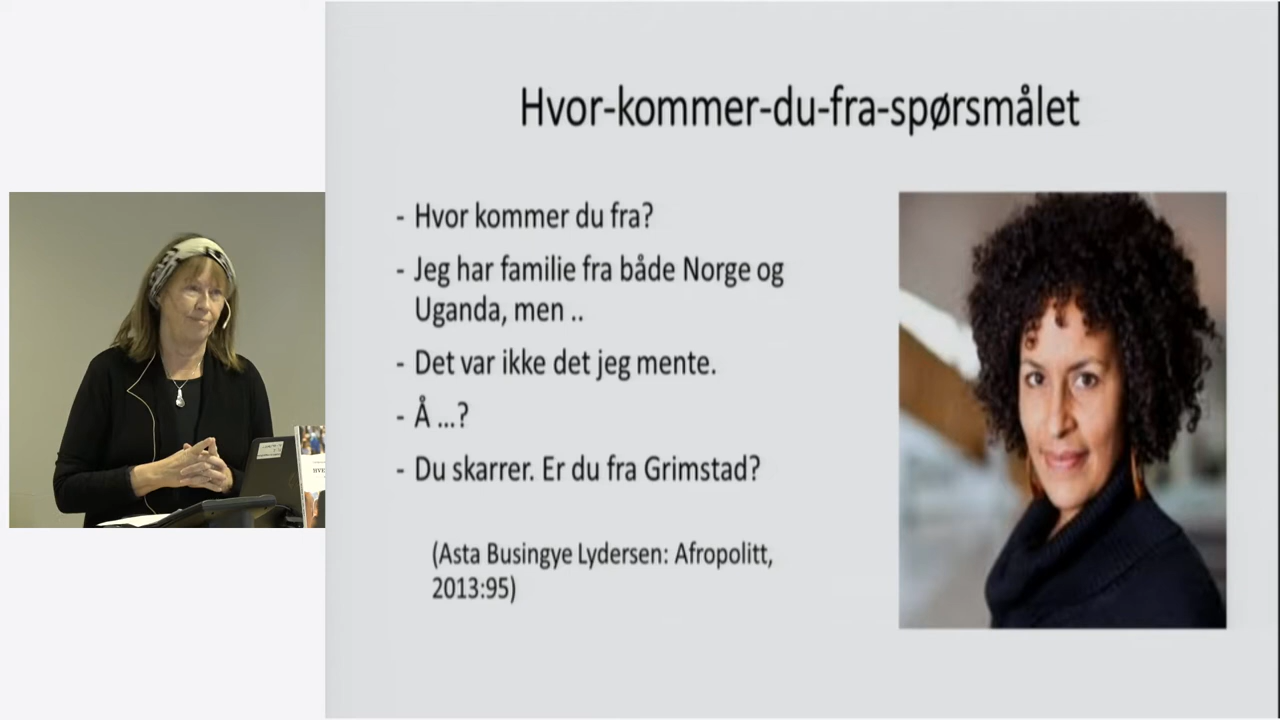 Hvor-kommer-du-fra-spørsmålet
- Hvor kommer du fra?
- Jeg har familie fra både Norge og
Uganda, men ..
- Det var ikke det jeg mente.
- Å ...?
- Du skarrer. Er du fra Grimstad?
(Asta Busingye Lydersen: Afropolitt,
2013:95)